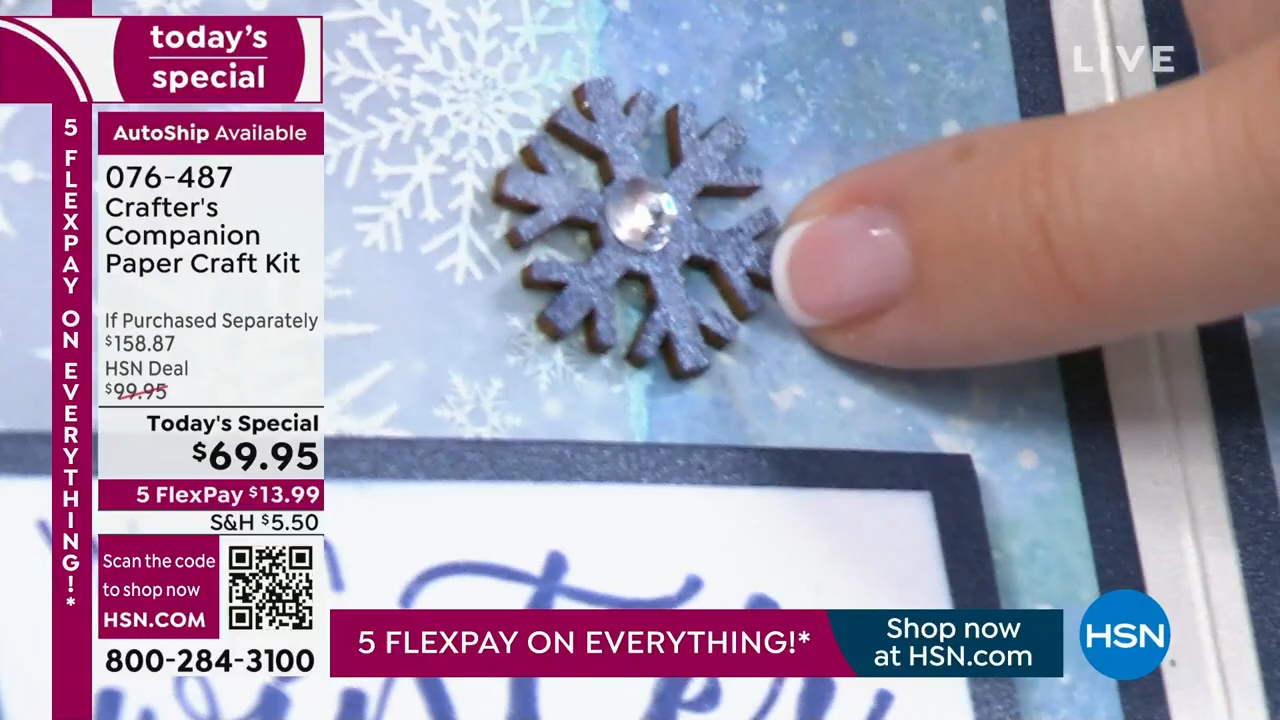 today's
special
LIVE
5 FLEXPAY ON EVERYTHING!*
AutoShip Available
076-487
Crafter's
Companion
Paper Craft Kit
If Purchased Separately
$158.87
HSN Deal
$99.95
Today's Special
$69.95
5 FlexPay $13.99
S&H $5.50
Scan the code
to shop now
HSN.COM
800-284-3100
5 FLEXPAY ON EVERYTHING!*
Shop now
at HSN.com
HSN
winter